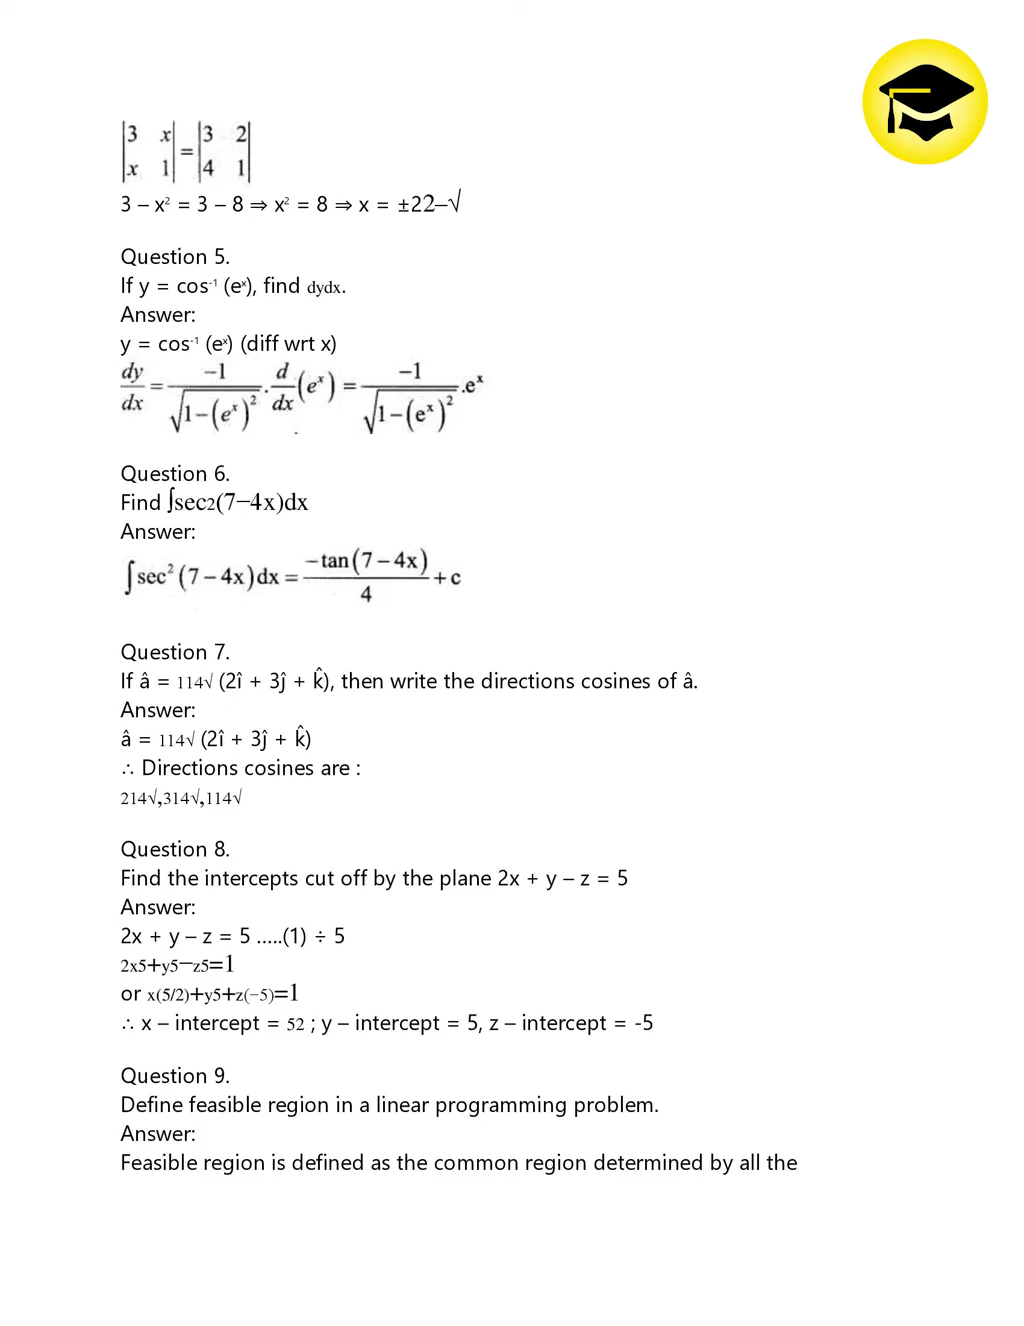 |3 x| = |3 2|
|x 1|   |4 1|
3 – x² = 3 – 8 ⇒ x² = 8 ⇒ x = ±22–√
Question 5.
If y = cos⁻¹ (eˣ), find dydx.
Answer:
y = cos⁻¹ (eˣ) (diff wrt x)
dy/dx = -1/√(1-(eˣ)²) . d/dx (eˣ) = -1/√(1-(eˣ)²) .eˣ
Question 6.
Find ∫sec2(7−4x)dx
Answer:
∫sec²(7 – 4x)dx = –tan(7 – 4x)/4 + c
Question 7.
If â = 114√ (2î + 3ĵ + k̂), then write the directions cosines of â.
Answer:
â = 114√ (2î + 3ĵ + k̂)
∴ Directions cosines are :
214√,314√,114√
Question 8.
Find the intercepts cut off by the plane 2x + y – z = 5
Answer:
2x + y – z = 5 …..(1) ÷ 5
2x5+y5−z5=1
or x(5/2)+y5+z(−5)=1
∴ x – intercept = 52 ; y – intercept = 5, z – intercept = -5
Question 9.
Define feasible region in a linear programming problem.
Answer:
Feasible region is defined as the common region determined by all the